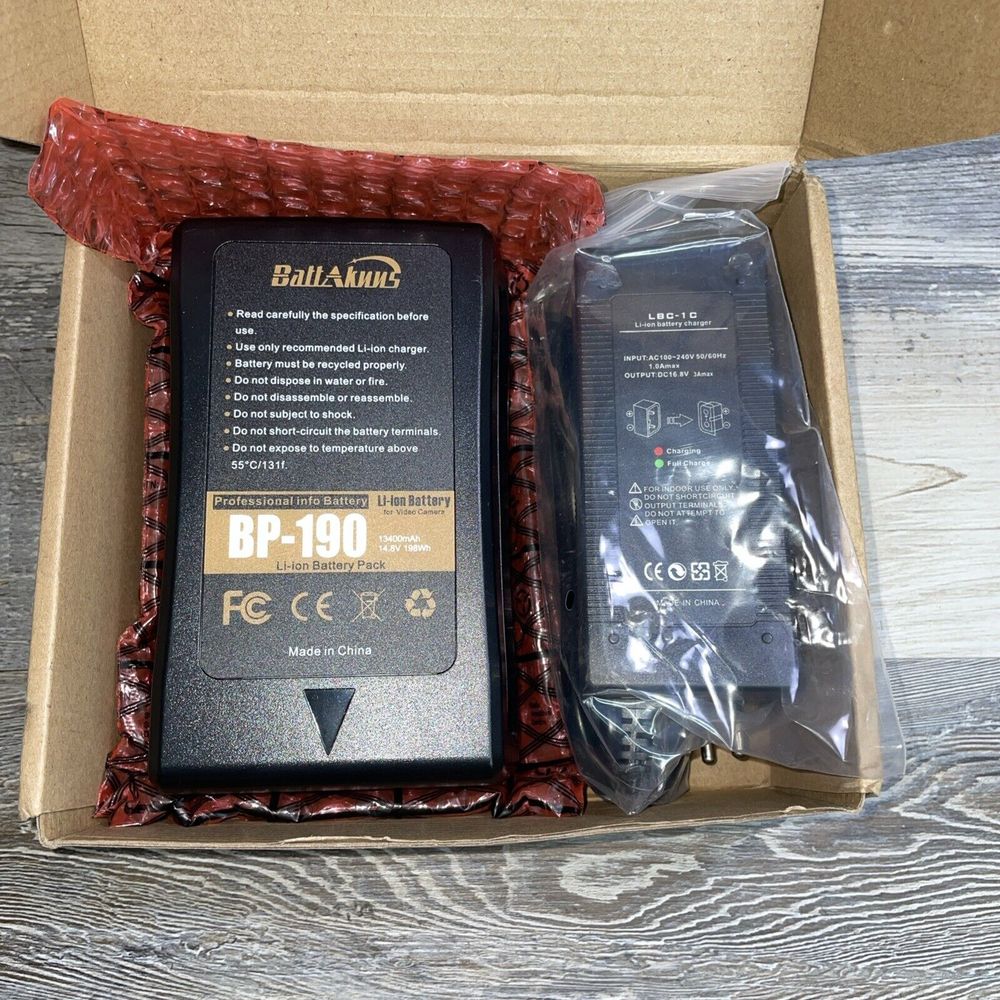 BattAkuus
Read carefully the specification before
use.
Use only recommended Li-ion charger.
Battery must be recycled properly.
Do not dispose in water or fire.
Do not disassemble or reassemble.
Do not subject to shock.
Do not short-circuit the battery terminals.
Do not expose to temperature above
55°C/131f.
Professional info Battery
Li-ion Battery
for Video Camera
BP-190
13400mAh
14.8V 198Wh
Li-ion Battery Pack
FC CE
Made in China
LBC-1C
Li-ion battery charger
INPUT:AC100~240V 50/60Hz
1.0Amax
OUTPUT:DC16.8V 3Amax
Charging
Full Charge
FOR INDOOR USE ONLY.
DO NOT SHORTCIRCUIT
OUTPUT TERMINALS.
DO NOT ATTEMPT TO
OPEN IT.
CE
MADE IN CHINA